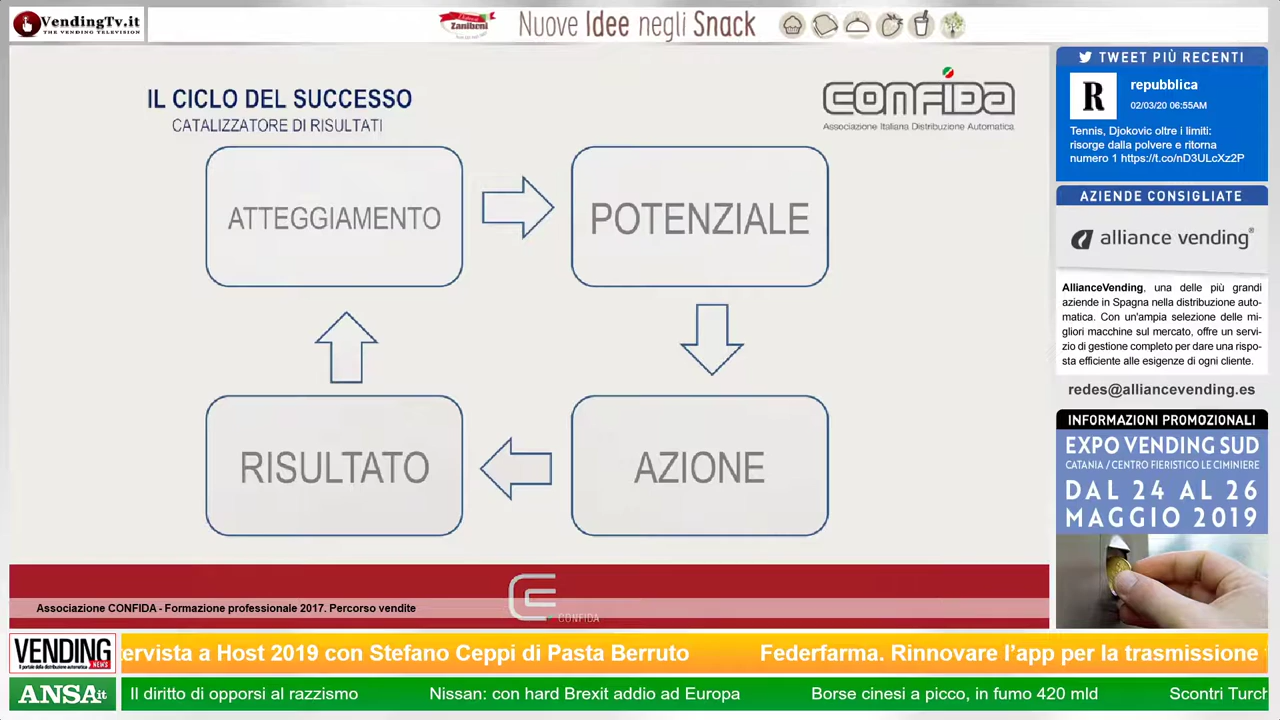 VendingTv.it
THE VENDING TELEVISION
Zaniboni
Nuove Idee negli Snack
IL CICLO DEL SUCCESSO
CATALIZZATORE DI RISULTATI
CONFIDA
Associazione Italiana Distribuzione Automatica
ATTEGGIAMENTO
POTENZIALE
RISULTATO
AZIONE
Associazione CONFIDA - Formazione professionale 2017. Percorso vendite
CONFIDA
TWEET PIÙ RECENTI
R
repubblica
02/03/20 06:55AM
Tennis, Djokovic oltre i limiti:
risorge dalla polvere e ritorna
numero 1 https://t.co/nD3ULcXz2P
AZIENDE CONSIGLIATE
alliance vending®
AllianceVending, una delle più grandi
aziende in Spagna nella distribuzione auto-
matica. Con un'ampia selezione delle mi-
gliori macchine sul mercato, offre un servi-
zio di gestione completo per dare una rispo-
sta efficiente alle esigenze di ogni cliente.
redes@alliancevending.es
INFORMAZIONI PROMOZIONALI
EXPO VENDING SUD
CATANIA / CENTRO FIERISTICO LE CIMINIERE
DAL 24 AL 26
MAGGIO 2019
VENDING NEWS
Il portale della distribuzione automatica
tervista a Host 2019 con Stefano Ceppi di Pasta Berruto Federfarma. Rinnovare l'app per la trasmissione
ANSA.it
Il diritto di opporsi al razzismo Nissan: con hard Brexit addio ad Europa Borse cinesi a picco, in fumo 420 mld Scontri Turch